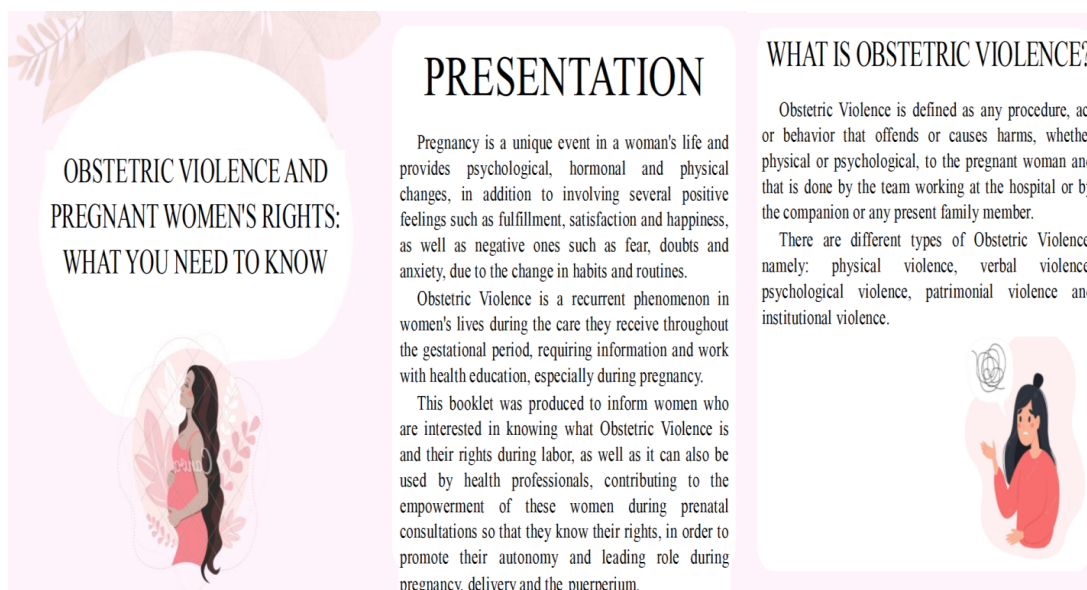 OBSTETRIC VIOLENCE AND
PREGNANT WOMEN'S RIGHTS:
WHAT YOU NEED TO KNOW
PRESENTATION
Pregnancy is a unique event in a woman's life and
provides psychological, hormonal and physical
changes, in addition to involving several positive
feelings such as fulfillment, satisfaction and happiness,
as well as negative ones such as fear, doubts and
anxiety, due to the change in habits and routines.
Obstetric Violence is a recurrent phenomenon in
women's lives during the care they receive throughout
the gestational period, requiring information and work
with health education, especially during pregnancy.
This booklet was produced to inform women who
are interested in knowing what Obstetric Violence is
and their rights during labor, as well as it can also be
used by health professionals, contributing to the
empowerment of these women during prenatal
consultations so that they know their rights, in order to
promote their autonomy and leading role during
pregnancy, delivery and the puerperium.
WHAT IS OBSTETRIC VIOLENCE?
Obstetric Violence is defined as any procedure, ac
or behavior that offends or causes harms, whethe
physical or psychological, to the pregnant woman an
that is done by the team working at the hospital or b
the companion or any present family member.
There are different types of Obstetric Violence
namely: physical violence, verbal violence
psychological violence, patrimonial violence an
institutional violence.